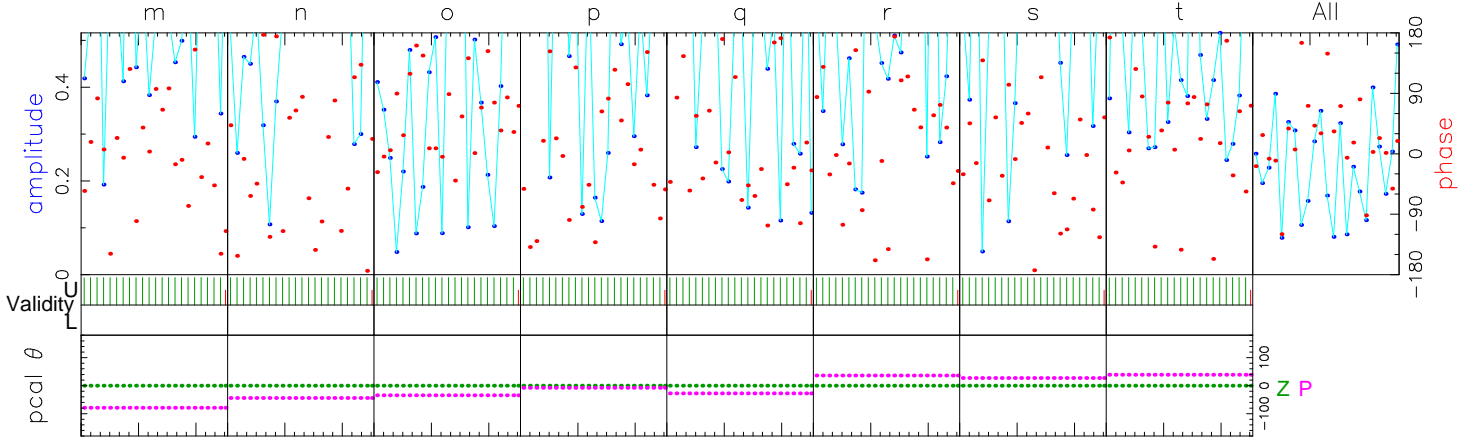 m n o p q r s t All
amplitude
0 0.2 0.4
180 90 0 −90 −180
phase
U
Validity
L
pcal θ
100 0 −100
Z P